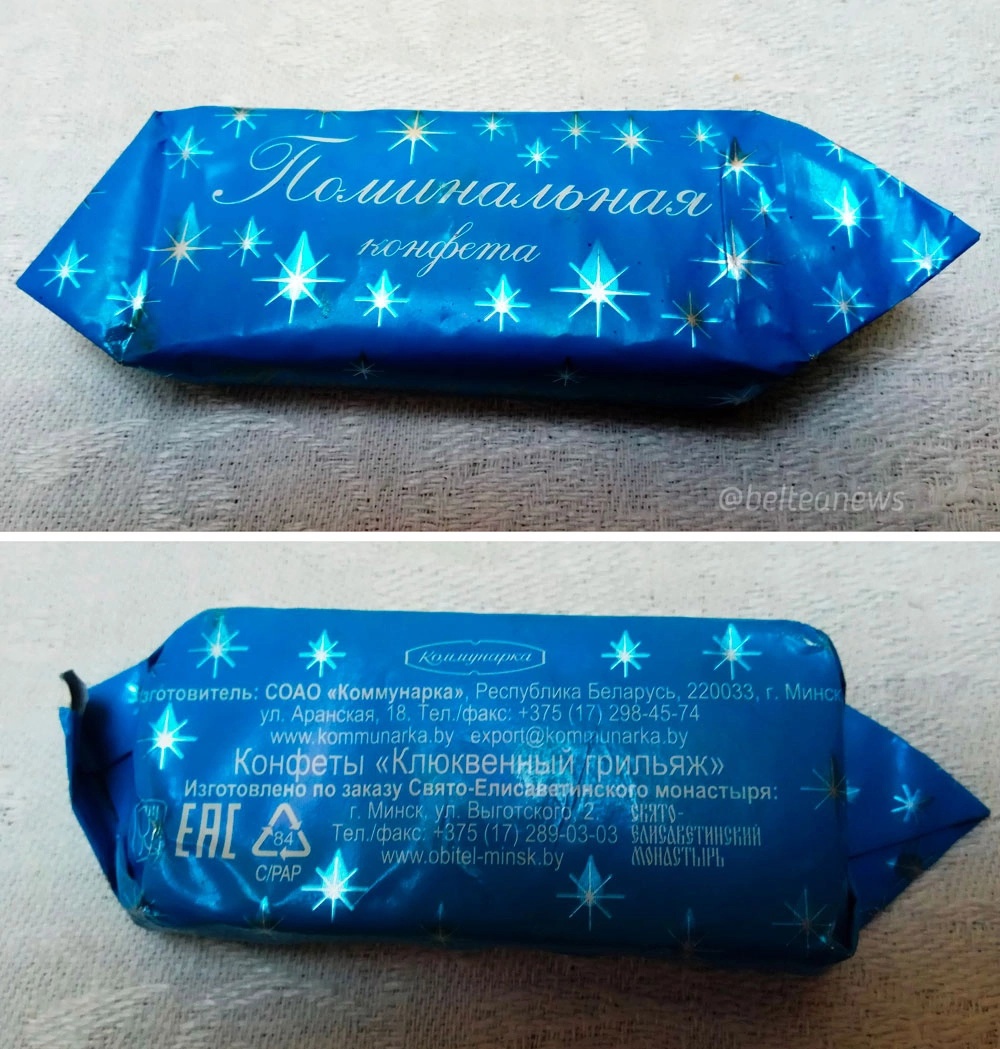 Поминальная
конфета
@belteanews
Коммунарка
зготовитель: СОАО «Коммунарка», Республика Беларусь, 220033, г. Минск
ул. Аранская, 18. Тел./факс: +375 (17) 298-45-74
www.kommunarka.by export@kommunarka.by
Конфеты «Клюквенный грильяж»
Изготовлено по заказу Свято-Елисаветинского монастыря:
г. Минск, ул. Выготского, 2.
Тел./факс: +375 (17) 289-03-03
www.obitel-minsk.by
СВЯТО-
ЕЛИСАВЕТИНСКИЙ
МОНАСТЫРЬ
EAC
84
C/PAP